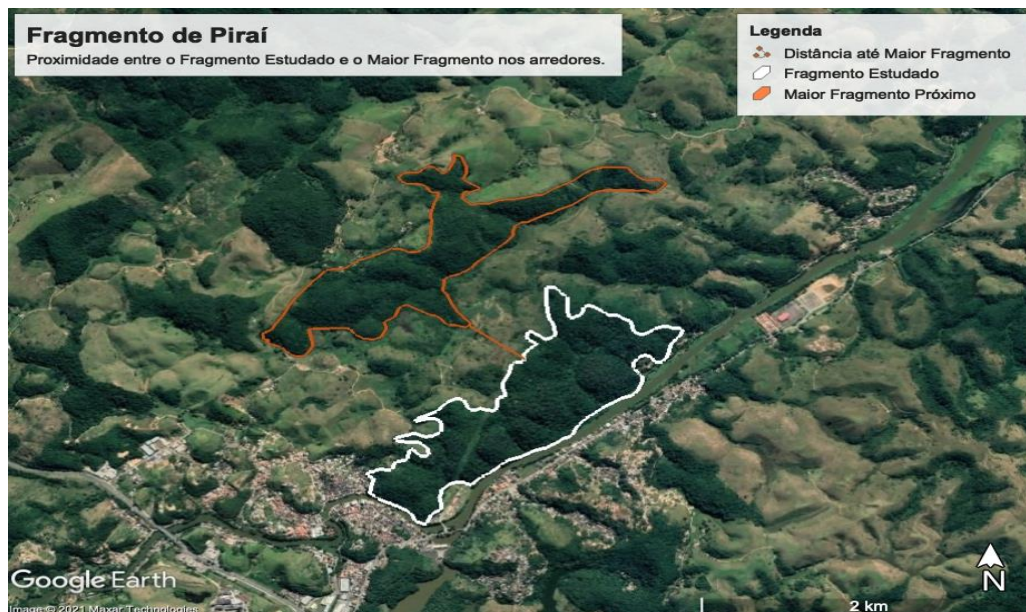 Fragmento de Piraí
Proximidade entre o Fragmento Estudado e o Maior Fragmento nos arredores.
Legenda
Distância até Maior Fragmento
Fragmento Estudado
Maior Fragmento Próximo
Google Earth
Image © 2021 Maxar Technologies
N
2 km